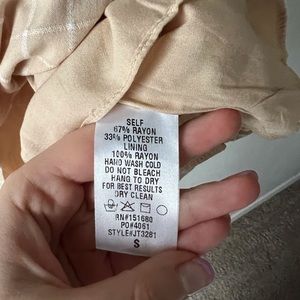 SELF
67% RAYON
33% POLYESTER
LINING
100% RAYON
HAND WASH COLD
DO NOT BLEACH
HANG TO DRY
FOR BEST RESULTS
DRY CLEAN
RN#151680
PO#4061
STYLE#JT3281
S